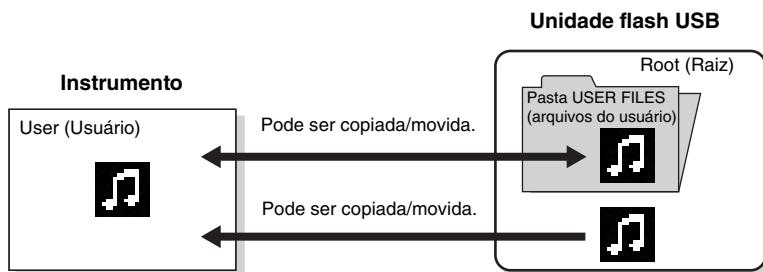 Unidade flash USB
Root (Raiz)
Instrumento
Pasta USER FILES
(arquivos do usuário)
User (Usuário)
Pode ser copiada/movida.
Pode ser copiada/movida.